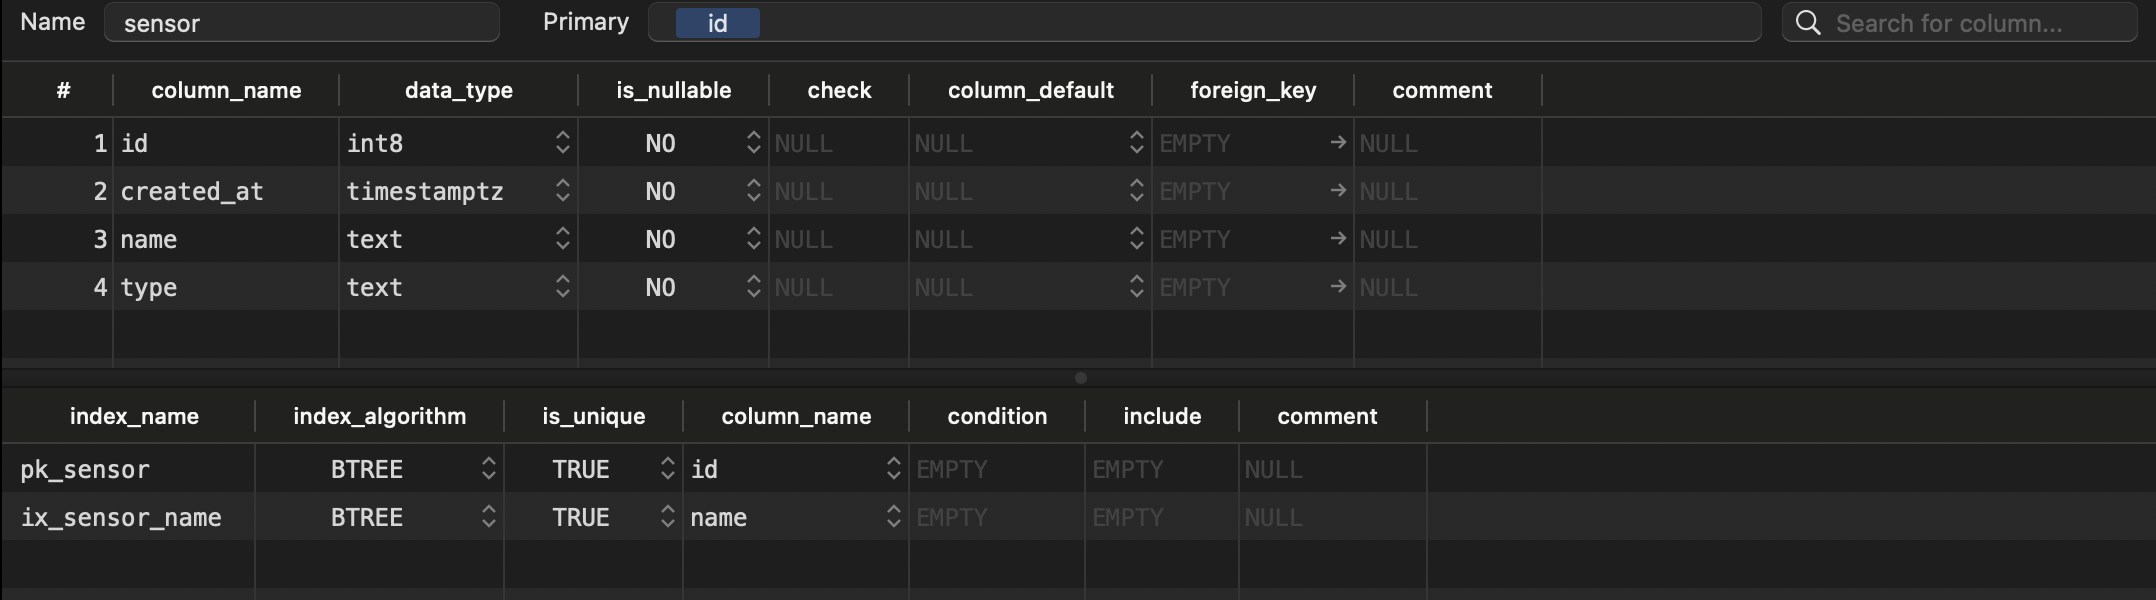 Name sensor Primary id Search for column...
# column_name data_type is_nullable check column_default foreign_key comment
1 id int8 NO NULL NULL EMPTY → NULL
2 created_at timestamptz NO NULL NULL EMPTY → NULL
3 name text NO NULL NULL EMPTY → NULL
4 type text NO NULL NULL EMPTY → NULL
index_name index_algorithm is_unique column_name condition include comment
pk_sensor BTREE TRUE id EMPTY EMPTY NULL
ix_sensor_name BTREE TRUE name EMPTY EMPTY NULL